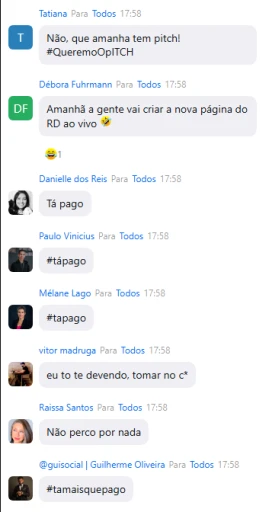 Tatiana Para Todos 17:58
T
Não, que amanha tem pitch!
#QueremoOpITCH
Débora Fuhrmann Para Todos 17:58
DF
Amanhã a gente vai criar a nova página do
RD ao vivo 🤣
😂1
Danielle dos Reis Para Todos 17:58
Tá pago
Paulo Vinicius Para Todos 17:58
#tápago
Mélane Lago Para Todos 17:58
#tapago
vitor madruga Para Todos 17:58
eu to te devendo, tomar no c*
Raissa Santos Para Todos 17:58
Não perco por nada
@guisocial | Guilherme Oliveira Para Todos 17:58
#tamaisquepago